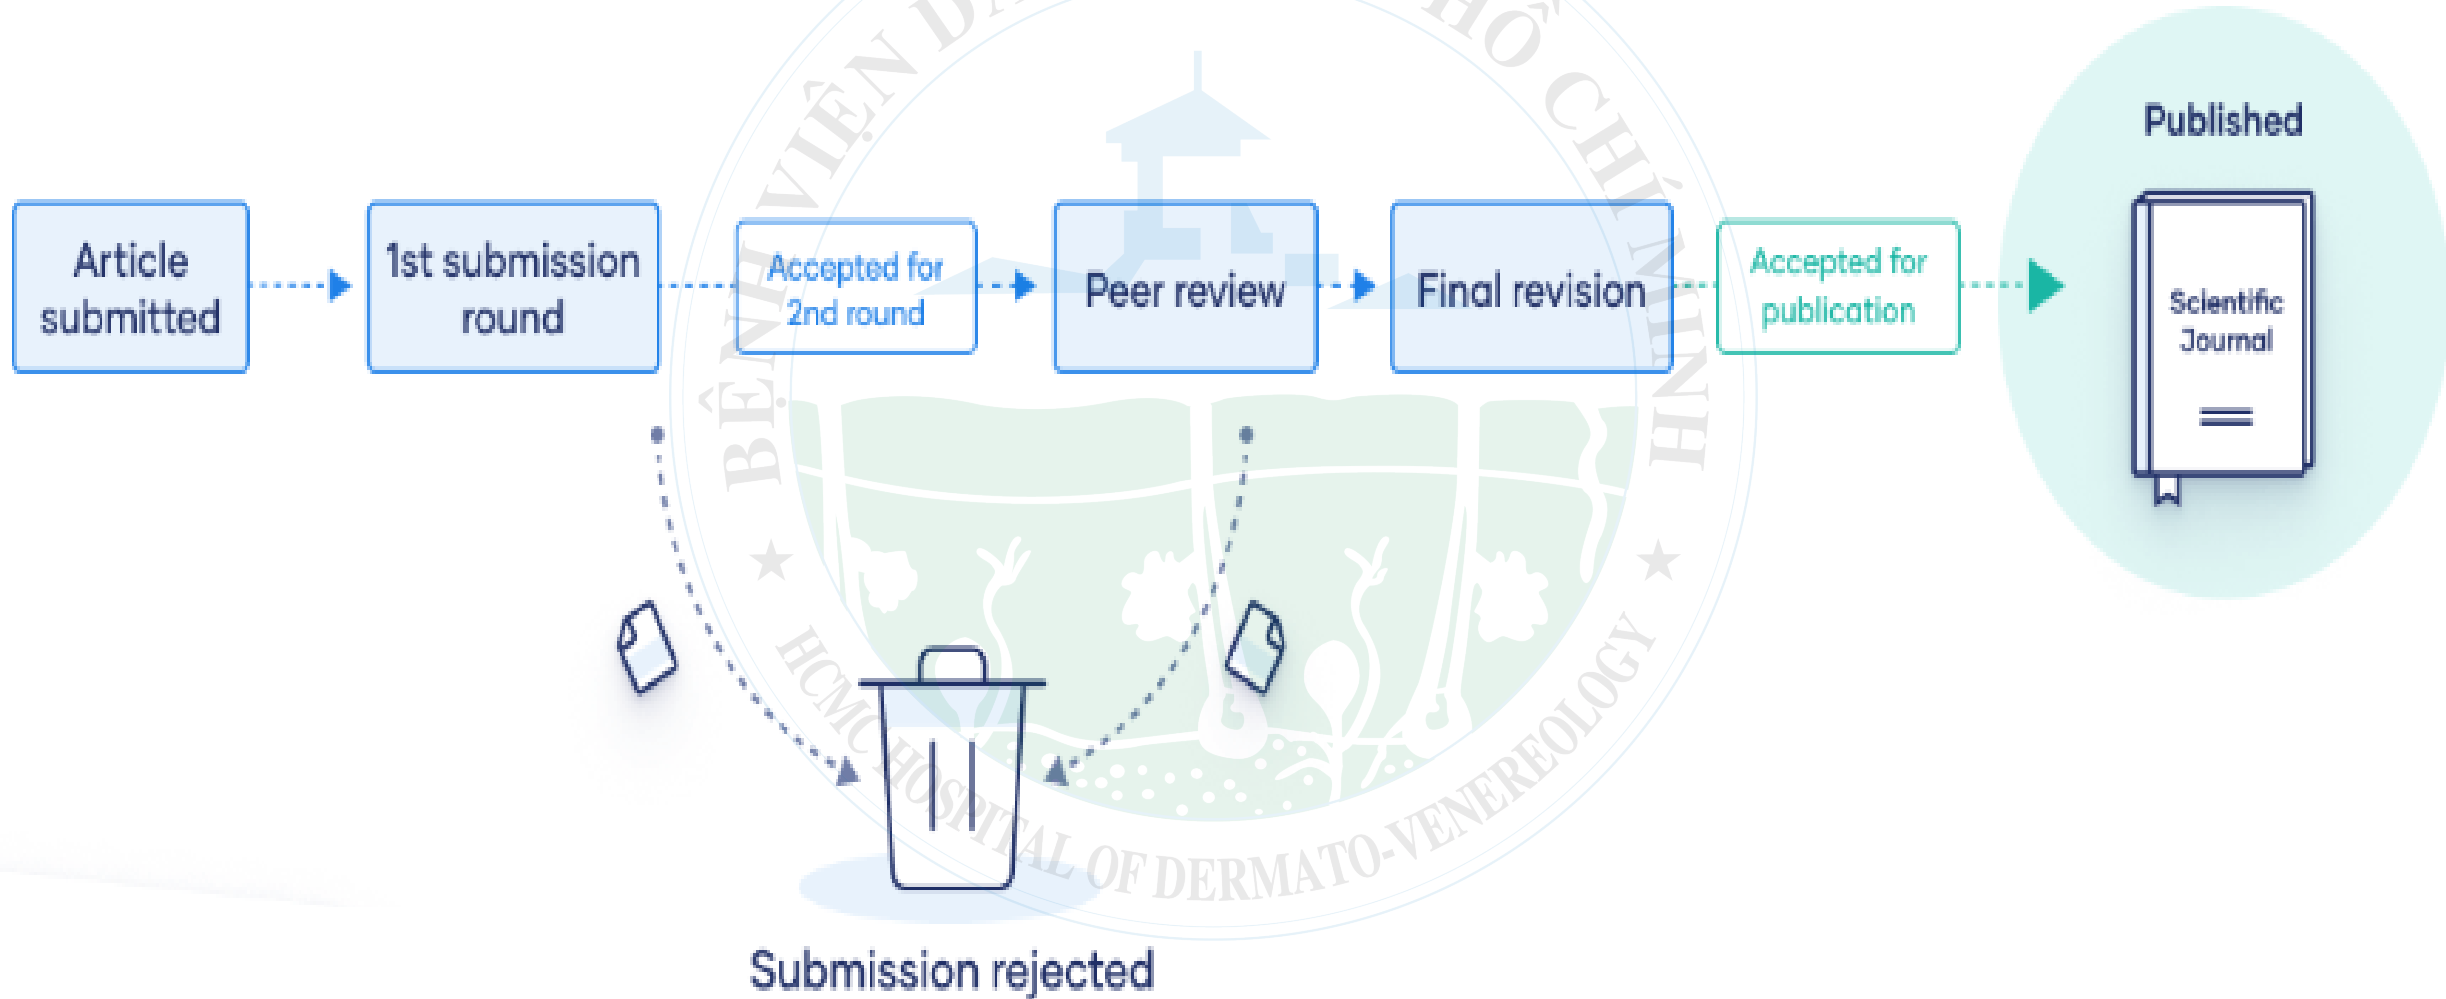 Published
Article
submitted
1st submission
round
Accepted for
2nd round
Peer review
Final revision
Accepted for
publication
Scientific
Journal
Submission rejected
BỆNH VIỆN
HỒ CHÍ MINH
HCMC HOSPITAL OF DERMATO-VENEREOLOGY